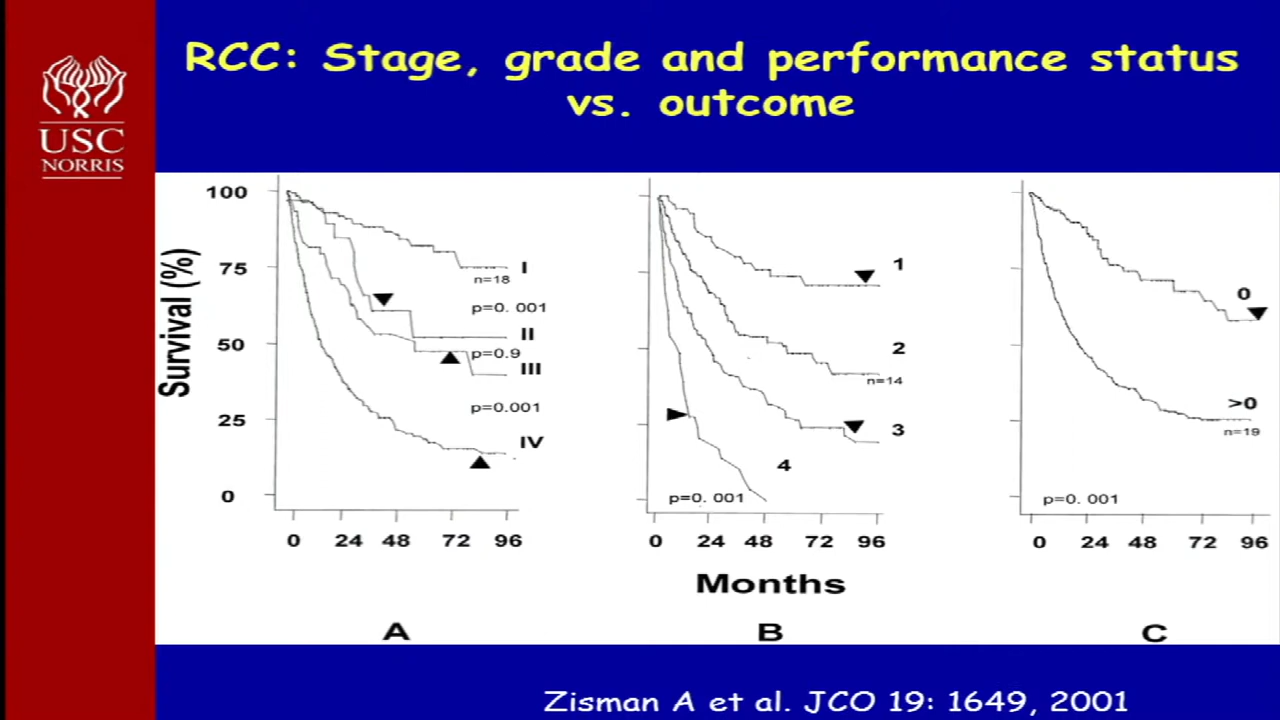 RCC: Stage, grade and performance status
vs. outcome
USC
NORRIS
Survival (%)
100
75
50
25
0
I
n=18
p=0. 001
II
p=0.9
III
p=0.001
IV
0 24 48 72 96
A
1
2
n=14
3
4
p=0. 001
0 24 48 72 96
Months
B
0
>0
n=19
p=0. 001
0 24 48 72 96
C
Zisman A et al. JCO 19: 1649, 2001